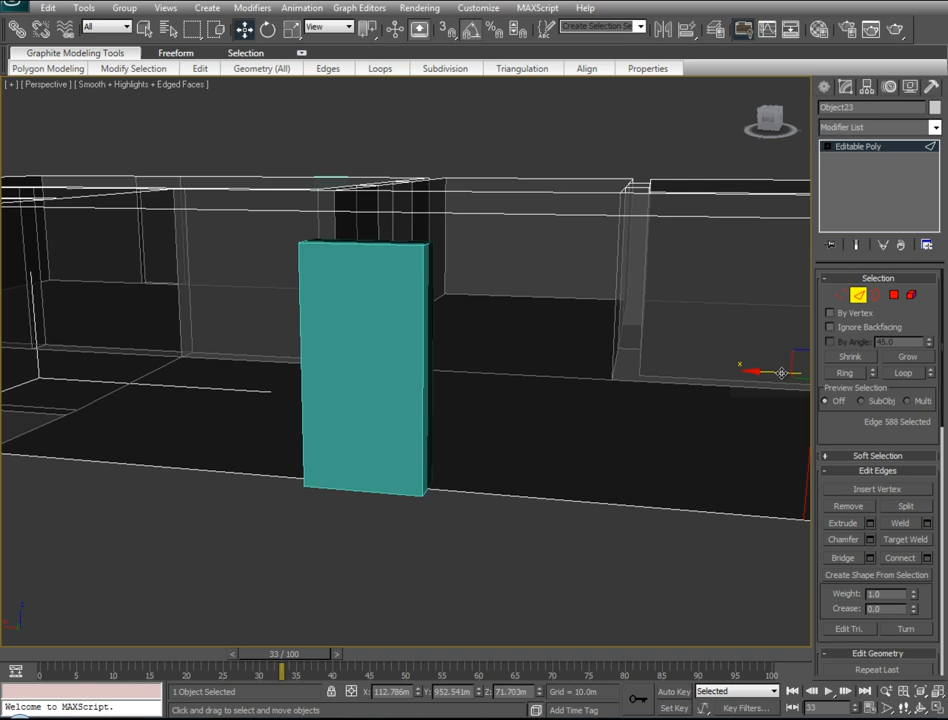 Edit Tools Group Views Create Modifiers Animation Graph Editors Rendering Customize MAXScript Help
All View 3 Create Selection Se
Graphite Modeling Tools Freeform Selection
Polygon Modeling Modify Selection Edit Geometry (All) Edges Loops Subdivision Triangulation Align Properties
[ + ] [ Perspective ] [ Smooth + Highlights + Edged Faces ]
Object23
Modifier List
Editable Poly
Selection
By Vertex
Ignore Backfacing
By Angle: 45.0
Shrink Grow
Ring Loop
Preview Selection
Off SubObj Multi
Edge 588 Selected
Soft Selection
Edit Edges
Insert Vertex
Remove Split
Extrude Weld
Chamfer Target Weld
Bridge Connect
Create Shape From Selection
Weight: 1.0
Crease: 0.0
Edit Tri. Turn
Edit Geometry
Repeat Last
x
z
< 33 / 100 >
0 5 10 15 20 25 30 35 40 45 50 55 60 65 70 75 80 85 90 95 100
1 Object Selected X: 112.786m Y: 952.541m Z: 71.703m Grid = 10.0m Auto Key Selected
Welcome to MAXScript. Click and drag to select and move objects Add Time Tag Set Key Key Filters... 33